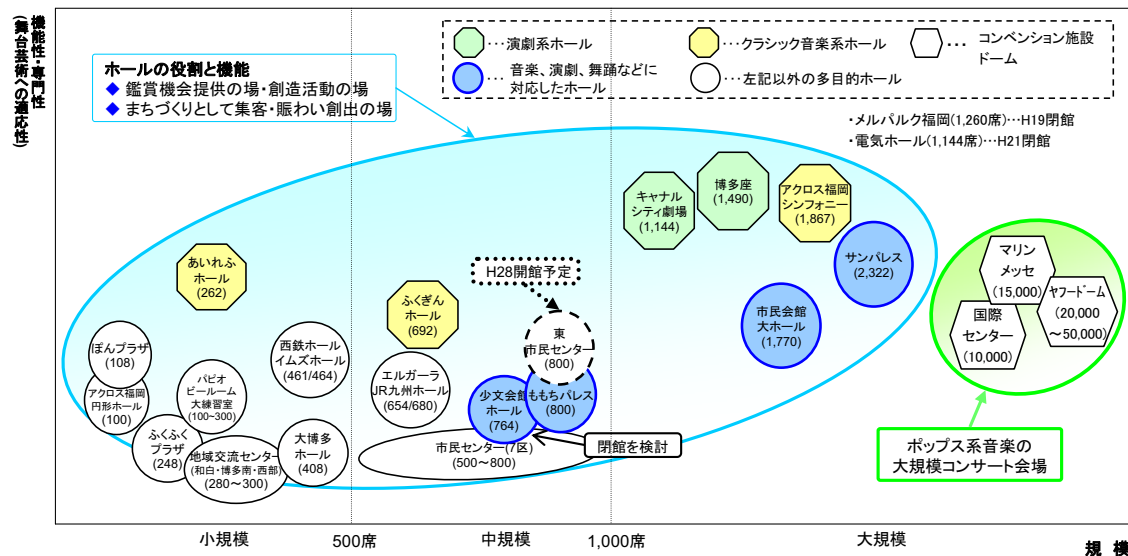 機能性・専門性
(舞台芸術への適応性)
ホールの役割と機能
◆ 鑑賞機会提供の場・創造活動の場
◆ まちづくりとして集客・賑わい創出の場
…演劇系ホール
…クラシック音楽系ホール
… コンベンション施設
ドーム
…音楽、演劇、舞踊などに
対応したホール
…左記以外の多目的ホール
・メルパルク福岡(1,260席)…H19閉館
・電気ホール(1,144席)…H21閉館
キャナル
シティ劇場
(1,144)
博多座
(1,490)
アクロス福岡
シンフォニー
(1,867)
サンパレス
(2,322)
マリン
メッセ
(15,000)
ヤフードーム
(20,000
～50,000)
国際
センター
(10,000)
あいれふ
ホール
(262)
H28開館予定
ふくぎん
ホール
(692)
市民会館
大ホール
(1,770)
東
市民センター
(800)
ぽんプラザ
(108)
西鉄ホール
イムズホール
(461/464)
アクロス福岡
円形ホール
(100)
パピオ
ビールーム
大練習室
(100~300)
エルガーラ
JR九州ホール
(654/680)
少文会館
ホール
(764)
ももちパレス
(800)
ふくふく
プラザ
(248)
地域交流センター
(和白・博多南・西部)
(280～300)
大博多
ホール
(408)
市民センター(7区)
(500～800)
閉館を検討
ポップス系音楽の
大規模コンサート会場
小規模
500席
中規模
1,000席
大規模
規 模